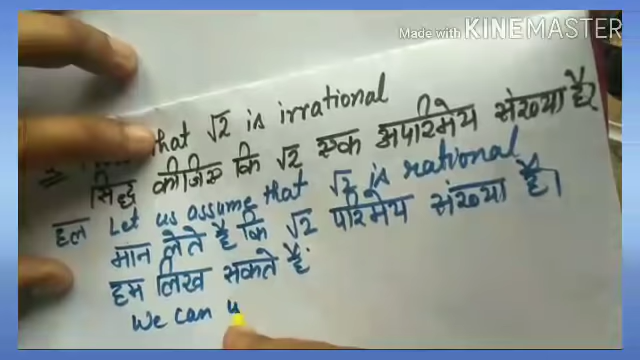 Made with KINEMASTER
that √2 is irrational
सिद्ध कीजिए कि √2 एक अपरिमेय संख्या है?
हल Let us assume that √2 is rational
मान लेते है कि √2 परिमेय संख्या है।
हम लिख सकते है:
We can